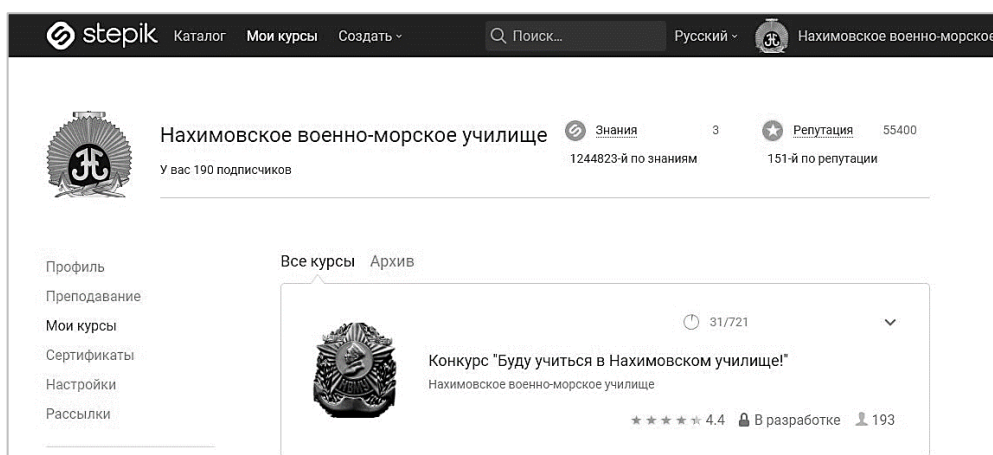 stepik Каталог Мои курсы Создать Поиск... Русский Нахимовское военно-морское
Нахимовское военно-морское училище Знания 3 Репутация 55400
У вас 190 подписчиков 1244823-й по знаниям 151-й по репутации
Все курсы Архив
Профиль
Преподавание
Мои курсы
Сертификаты
Настройки
Рассылки
31/721
Конкурс "Буду учиться в Нахимовском училище!"
Нахимовское военно-морское училище
4.4 В разработке 193